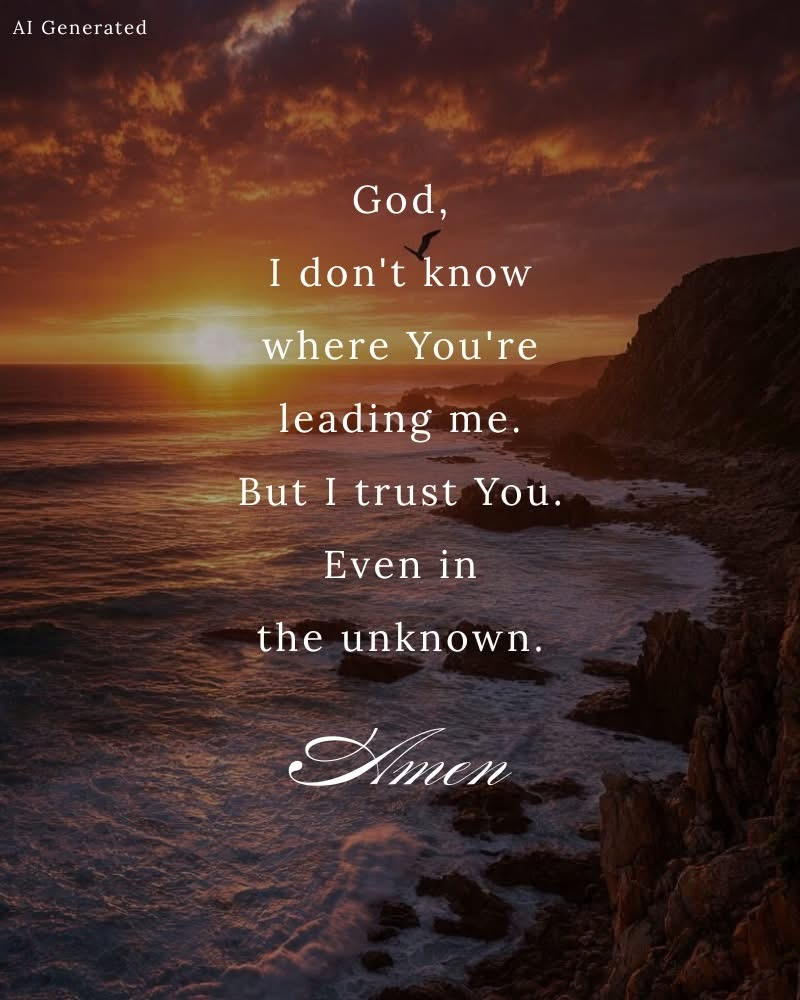 AI Generated
God,
I don't know
where You're
leading me.
But I trust You.
Even in
the unknown.
Amen